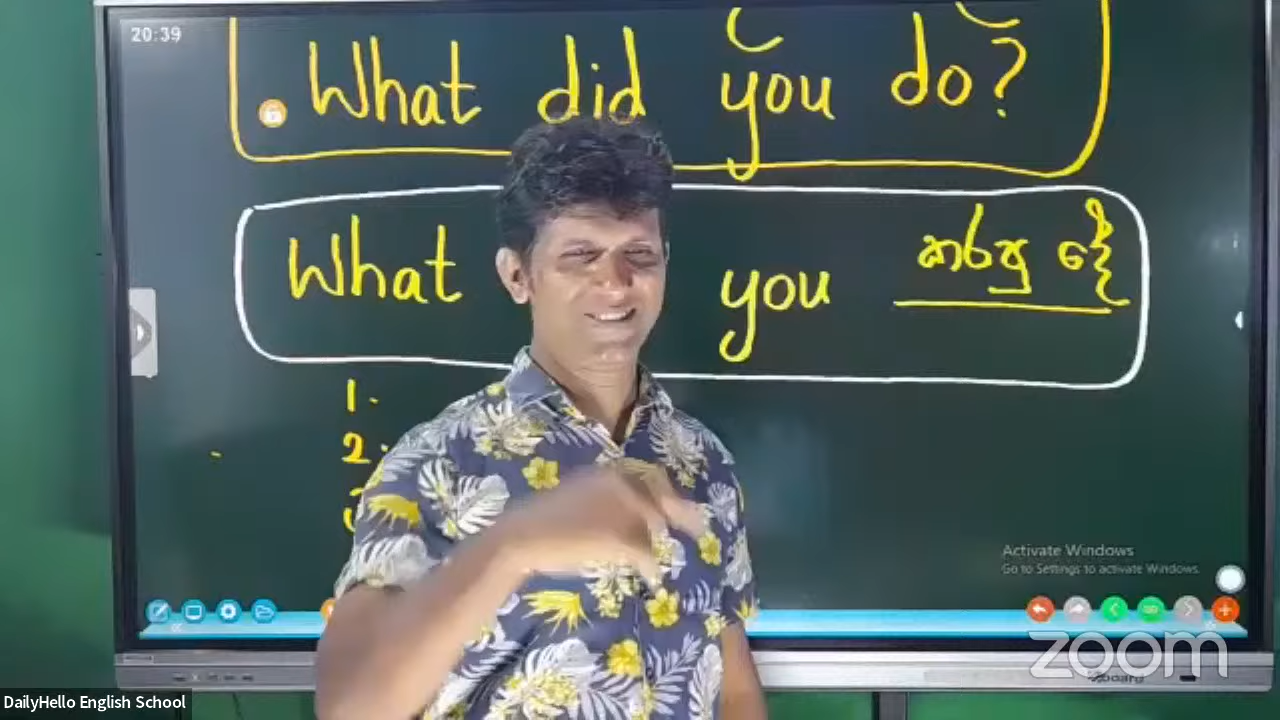 20:39
What did you do?
What you කරපු දේ
1.
2.
Activate Windows
Go to Settings to activate Windows.
zoom
DailyHello English School